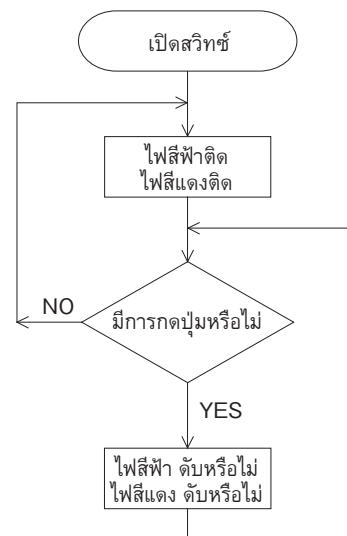 เปิดสวิทซ์
ไฟสีฟ้าติด
ไฟสีแดงติด
NO
มีการกดปุ่มหรือไม่
YES
ไฟสีฟ้า ดับหรือไม่
ไฟสีแดง ดับหรือไม่